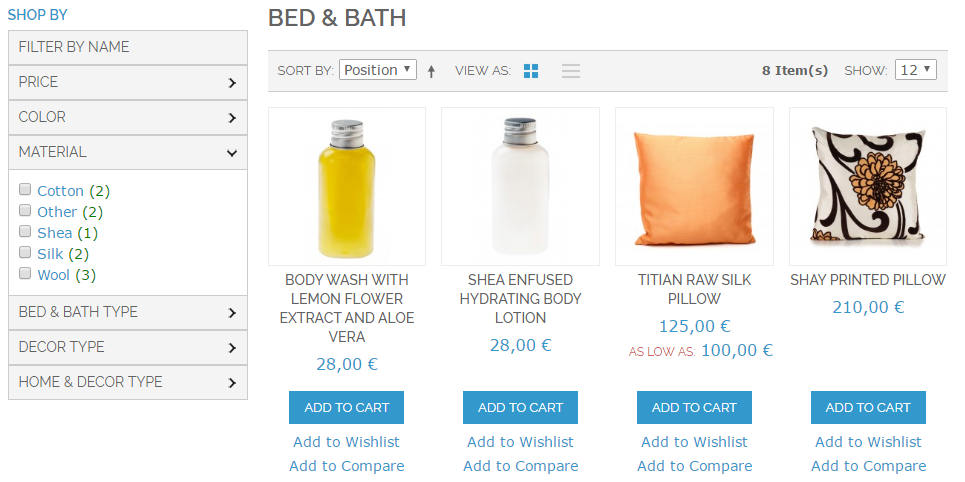 SHOP BY
FILTER BY NAME
PRICE
COLOR
MATERIAL
Cotton (2)
Other (2)
Shea (1)
Silk (2)
Wool (3)
BED & BATH TYPE
DECOR TYPE
HOME & DECOR TYPE
BED & BATH
SORT BY: Position VIEW AS: 8 Item(s) SHOW: 12
BODY WASH WITH
LEMON FLOWER
EXTRACT AND ALOE
VERA
28,00 €
ADD TO CART
Add to Wishlist
Add to Compare
SHEA ENFUSED
HYDRATING BODY
LOTION
28,00 €
ADD TO CART
Add to Wishlist
Add to Compare
TITIAN RAW SILK
PILLOW
125,00 €
AS LOW AS: 100,00 €
ADD TO CART
Add to Wishlist
Add to Compare
SHAY PRINTED PILLOW
210,00 €
ADD TO CART
Add to Wishlist
Add to Compare